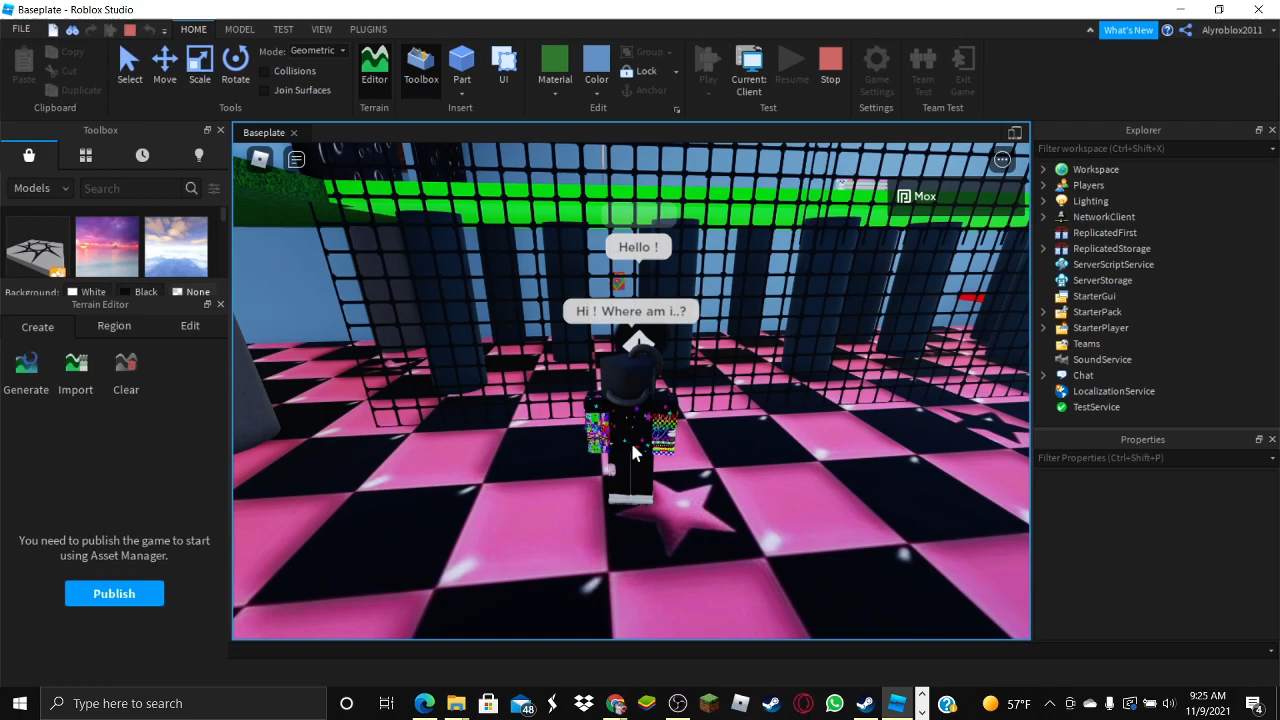 Baseplate - Roblox Studio
FILE HOME MODEL TEST VIEW PLUGINS What's New Alyroblox2011
Paste Copy Cut Duplicate Select Move Scale Rotate Mode: Geometric Collisions Join Surfaces Editor Toolbox Part UI Material Color Group Lock Anchor Play Current: Client Resume Stop Game Settings Team Test Exit Game
Clipboard Tools Terrain Insert Edit Test Settings Team Test
Toolbox Baseplate Explorer
Filter workspace (Ctrl+Shift+X)
Models Search
Background: White Black None
Terrain Editor
Create Region Edit
Generate Import Clear
You need to publish the game to start
using Asset Manager.
Publish
Mox
Hello !
Hi ! Where am i..?
Workspace
Players
Lighting
NetworkClient
ReplicatedFirst
ReplicatedStorage
ServerScriptService
ServerStorage
StarterGui
StarterPack
StarterPlayer
Teams
SoundService
Chat
LocalizationService
TestService
Properties
Filter Properties (Ctrl+Shift+P)
Type here to search
48
57°F
9:25 AM
11/9/2021